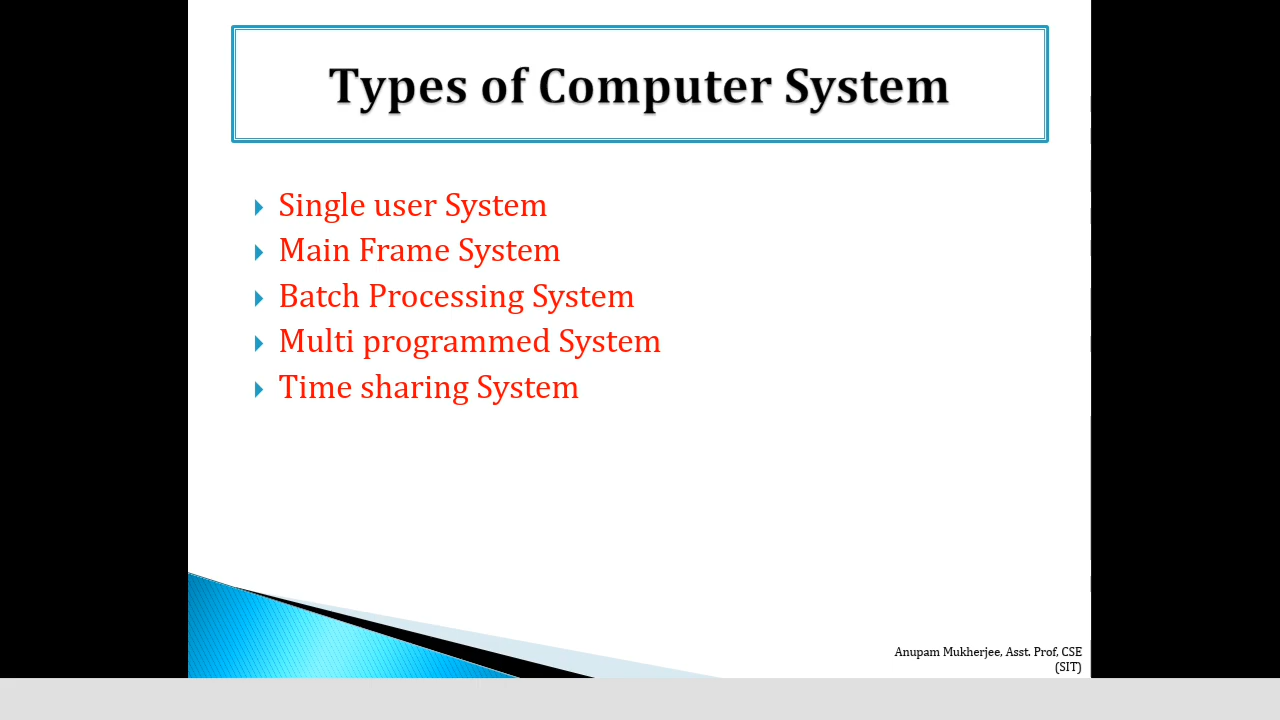 Types of Computer System
Single user System
Main Frame System
Batch Processing System
Multi programmed System
Time sharing System
Anupam Mukherjee, Asst. Prof, CSE
(SIT)